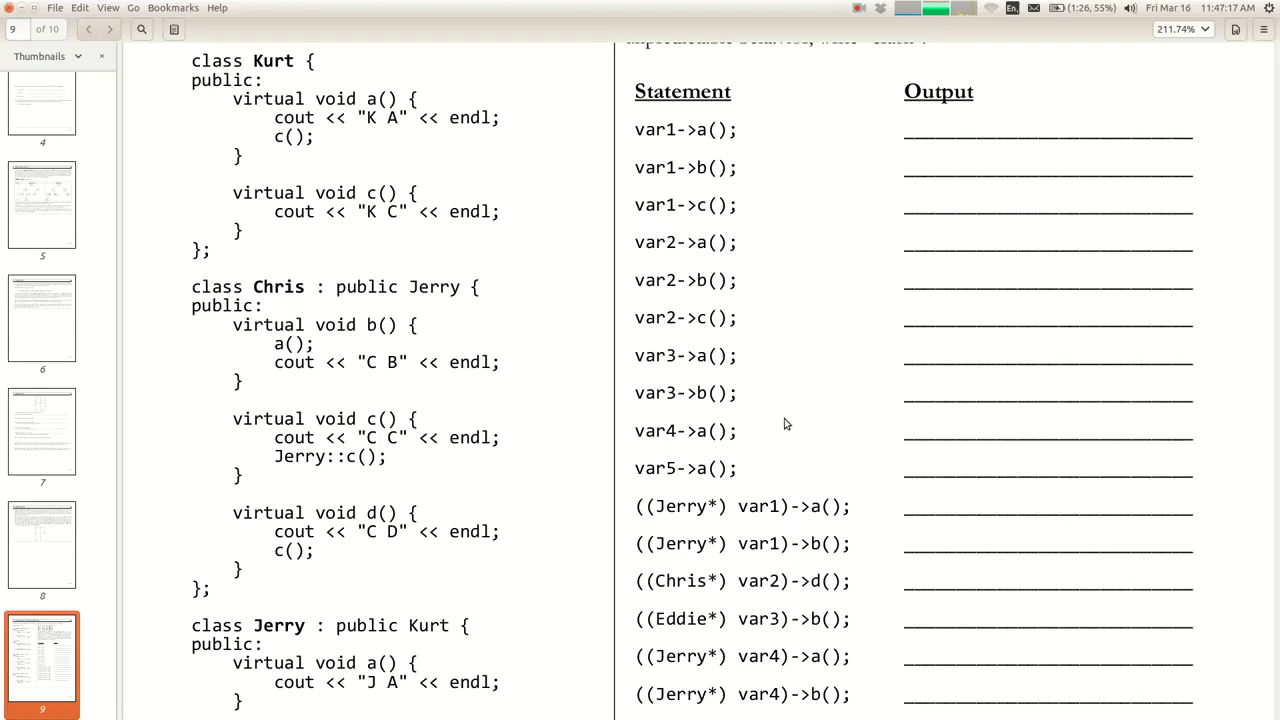 File Edit View Go Bookmarks Help
En
(1:26, 55%)
Fri Mar 16
11:47:17 AM
9 of 10
211.74%
Thumbnails
4
5
6
7
8
9
class Kurt {
public:
virtual void a() {
cout << "K A" << endl;
c();
}
virtual void c() {
cout << "K C" << endl;
}
};
class Chris : public Jerry {
public:
virtual void b() {
a();
cout << "C B" << endl;
}
virtual void c() {
cout << "C C" << endl;
Jerry::c();
}
virtual void d() {
cout << "C D" << endl;
c();
}
};
class Jerry : public Kurt {
public:
virtual void a() {
cout << "J A" << endl;
}
Statement Output
var1->a();
var1->b();
var1->c();
var2->a();
var2->b();
var2->c();
var3->a();
var3->b();
var4->a();
var5->a();
((Jerry*) var1)->a();
((Jerry*) var1)->b();
((Chris*) var2)->d();
((Eddie*) var3)->b();
((Jerry*) var4)->a();
((Jerry*) var4)->b();